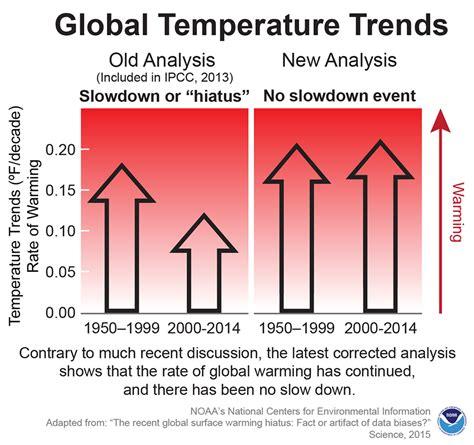 Global Temperature Trends
Old Analysis
(Included in IPCC, 2013)
Slowdown or “hiatus”
New Analysis
No slowdown event
Temperature Trends (ºF/decade)
Rate of Warming
0.20
0.15
0.10
0.05
0.00
1950–1999 2000-2014
1950–1999 2000-2014
Warming
Contrary to much recent discussion, the latest corrected analysis
shows that the rate of global warming has continued,
and there has been no slow down.
NOAA's National Centers for Environmental Information
Adapted from: “The recent global surface warming hiatus: Fact or artifact of data biases?”
Science, 2015
NOAA